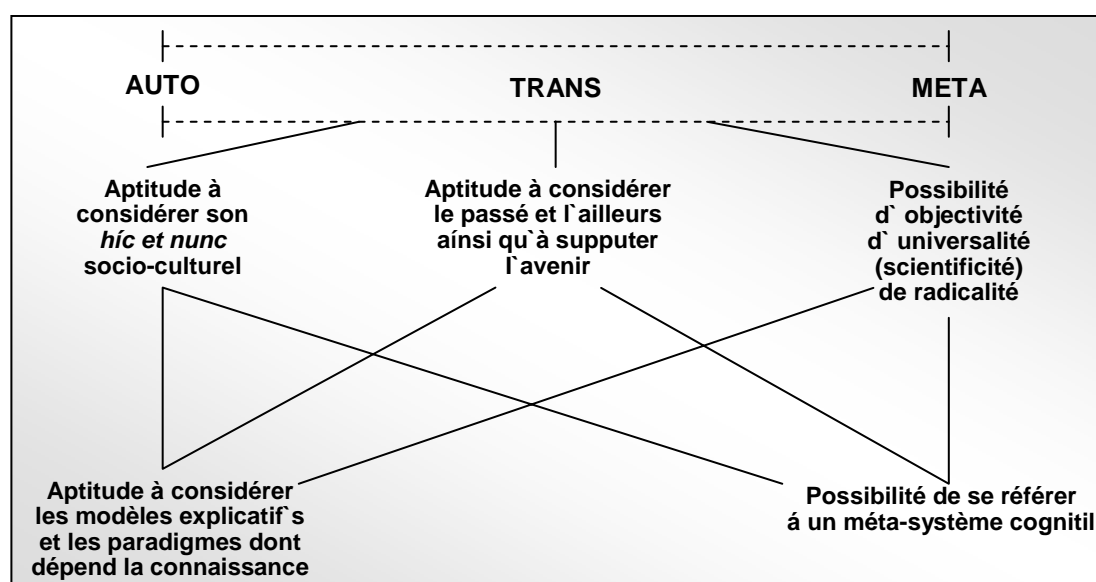 AUTO
TRANS
META
Aptitude à
considérer son
híc et nunc
socio-culturel
Aptitude à considérer
le passé et l`ailleurs
aínsi qu`à supputer
l`avenir
Possibilité
d` objectivité
d` universalité
(scientificité)
de radicalité
Aptitude à considérer
les modèles explicatif`s
et les paradigmes dont
dépend la connaissance
Possibilité de se référer
á un méta-système cognitil